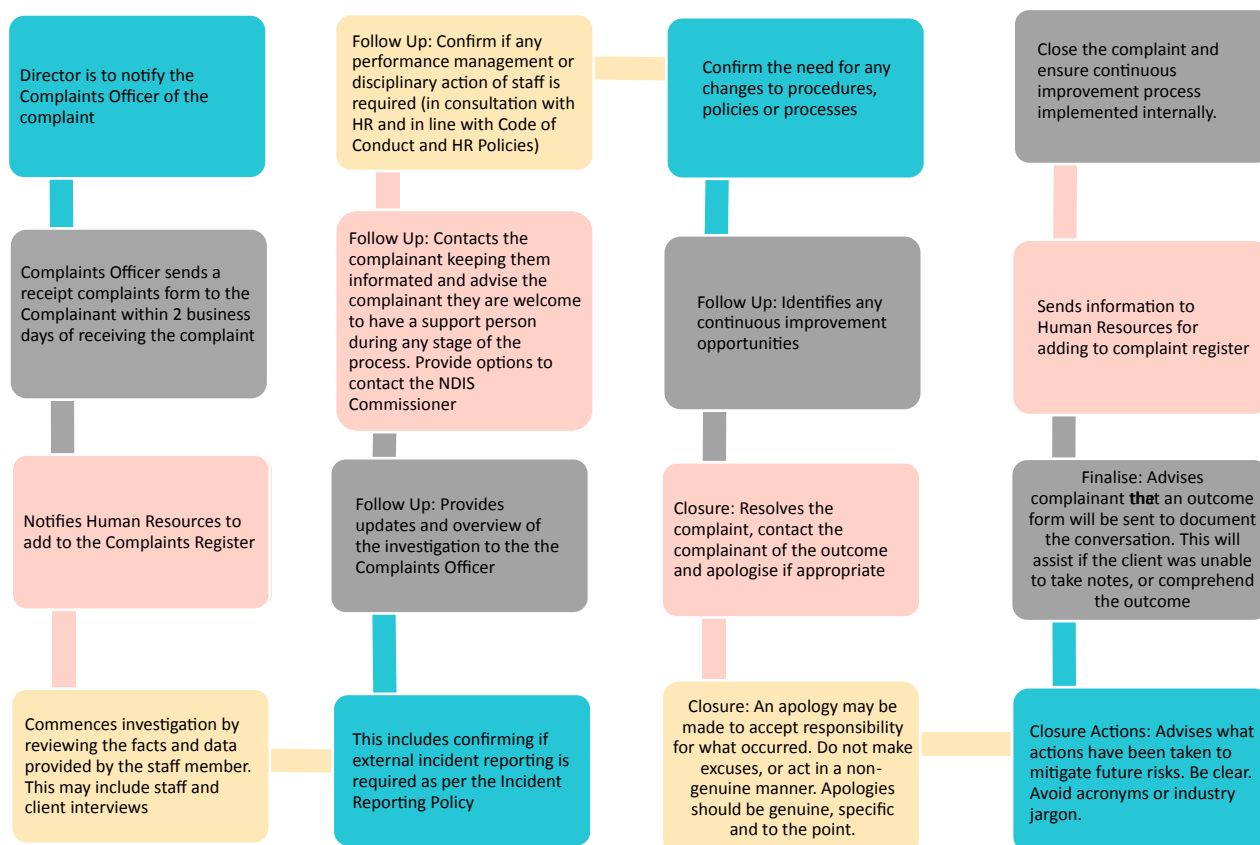 Director is to notify the
Complaints Officer of the
complaint
Complaints Officer sends a
receipt complaints form to the
Complainant within 2 business
days of receiving the complaint
Notifies Human Resources to
add to the Complaints Register
Commences investigation by
reviewing the facts and data
provided by the staff member.
This may include staff and
client interviews
This includes confirming if
external incident reporting is
required as per the Incident
Reporting Policy
Follow Up: Provides
updates and overview of
the investigation to the the
Complaints Officer
Follow Up: Contacts the
complainant keeping them
informated and advise the
complainant they are welcome
to have a support person
during any stage of the
process. Provide options to
contact the NDIS
Commissioner
Follow Up: Confirm if any
performance management or
disciplinary action of staff is
required (in consultation with
HR and in line with Code of
Conduct and HR Policies)
Confirm the need for any
changes to procedures,
policies or processes
Follow Up: Identifies any
continuous improvement
opportunities
Closure: Resolves the
complaint, contact the
complainant of the outcome
and apologise if appropriate
Closure: An apology may be
made to accept responsibility
for what occurred. Do not make
excuses, or act in a non-
genuine manner. Apologies
should be genuine, specific
and to the point.
Closure Actions: Advises what
actions have been taken to
mitigate future risks. Be clear.
Avoid acronyms or industry
jargon.
Finalise: Advises
complainant that an outcome
form will be sent to document
the conversation. This will
assist if the client was unable
to take notes, or comprehend
the outcome
Sends information to
Human Resources for
adding to complaint register
Close the complaint and
ensure continuous
improvement process
implemented internally.